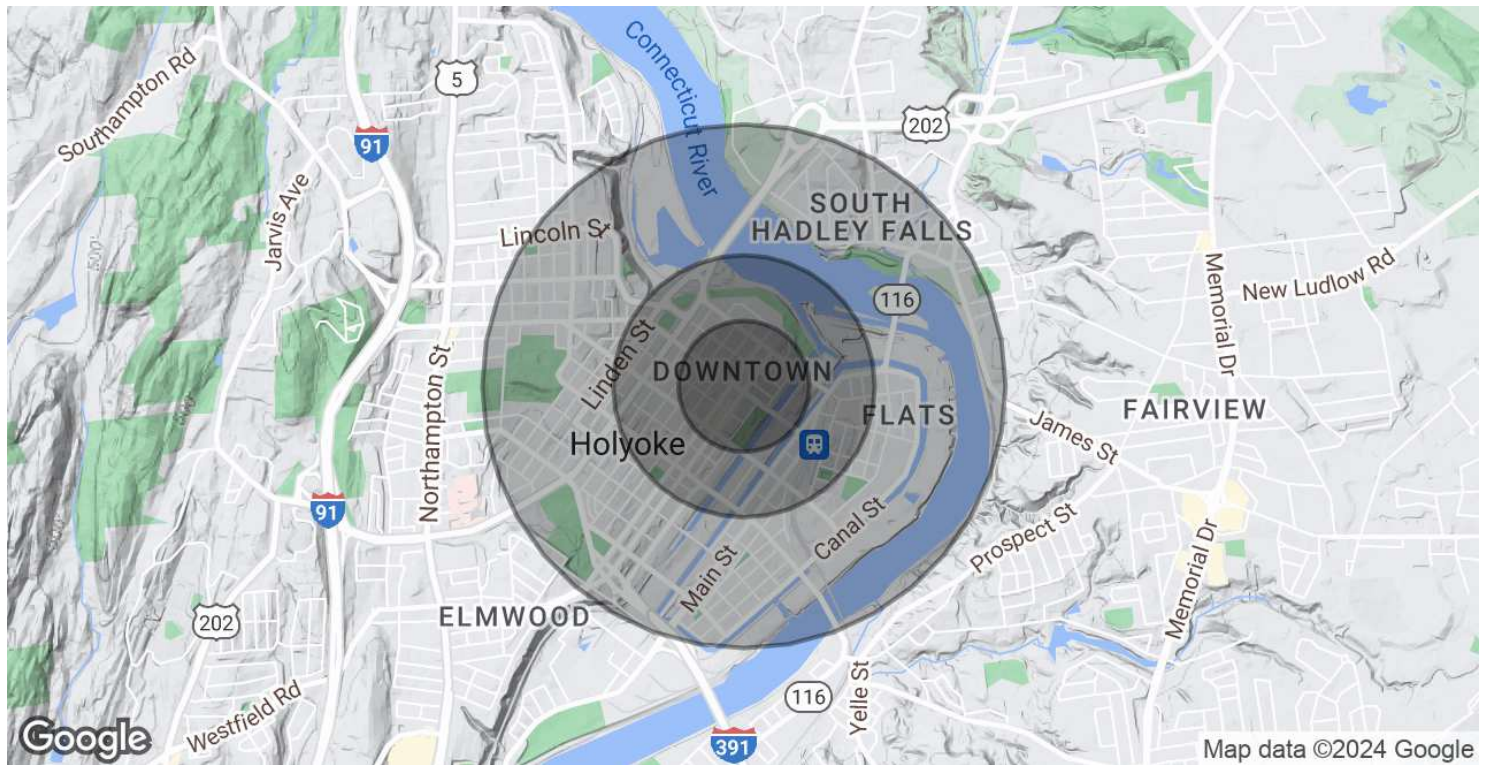 Southampton Rd
5
91
Jarvis Ave
Connecticut River
202
Lincoln St
SOUTH
HADLEY FALLS
116
Memorial Dr
New Ludlow Rd
Linden St
DOWNTOWN
Northampton St
FLATS
FAIRVIEW
Holyoke
James St
91
Canal St
Prospect St
Main St
Memorial Dr
202
ELMWOOD
Westfield Rd
116
Yelle St
391
Google
Map data ©2024 Google